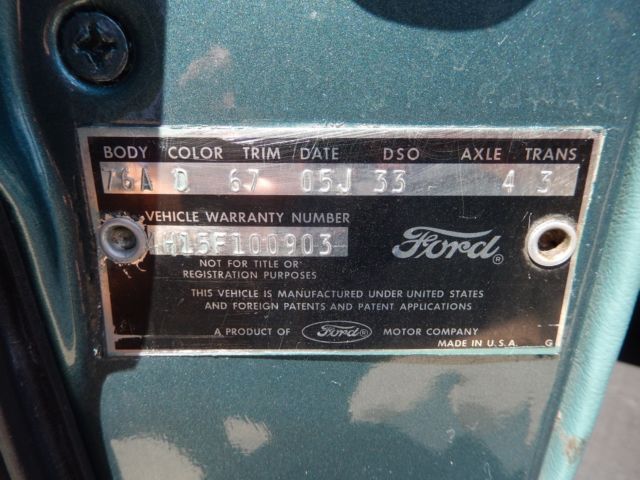 BODY COLOR TRIM DATE DSO AXLE TRANS
76A D 67 05J 33 4 3
VEHICLE WARRANTY NUMBER
H15F100903
Ford®
NOT FOR TITLE OR
REGISTRATION PURPOSES
THIS VEHICLE IS MANUFACTURED UNDER UNITED STATES
AND FOREIGN PATENTS AND PATENT APPLICATIONS
A PRODUCT OF Ford® MOTOR COMPANY
MADE IN U.S.A. G